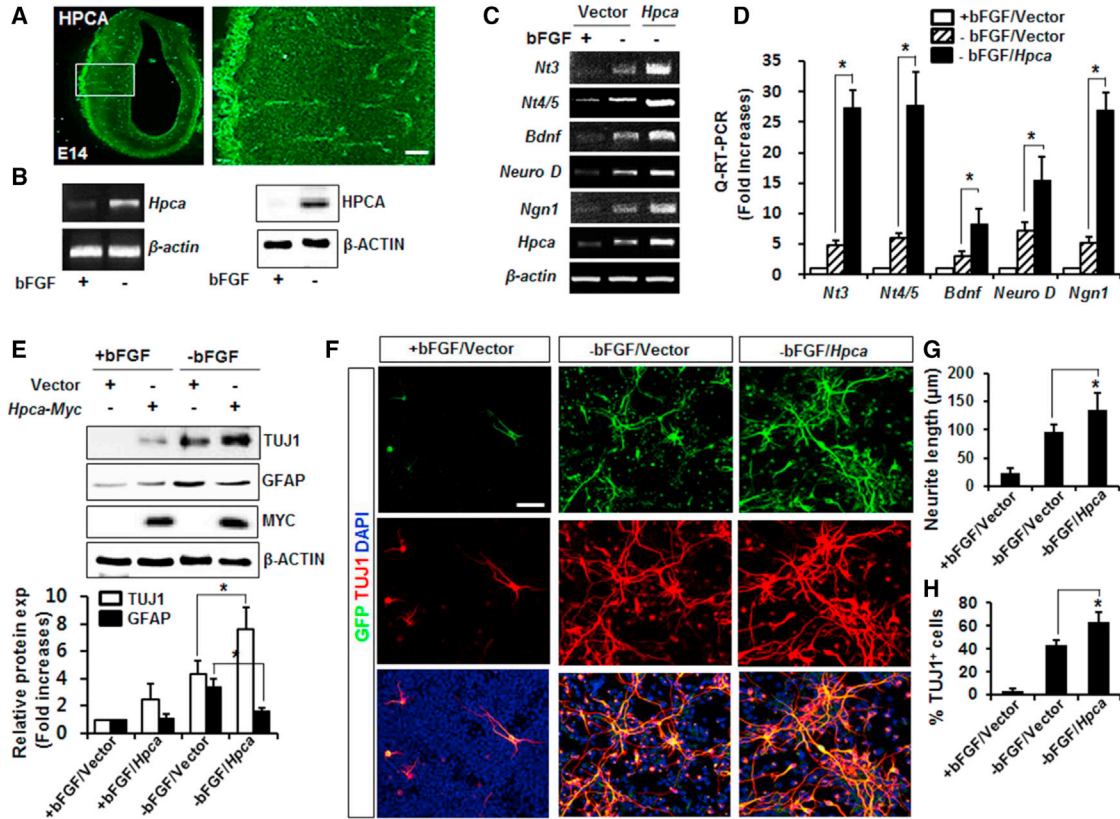 A
HPCA
E14
B
Hpca
β-actin
bFGF + -
HPCA
β-ACTIN
bFGF + -
C
Vector Hpca
bFGF + - -
Nt3
Nt4/5
Bdnf
Neuro D
Ngn1
Hpca
β-actin
D
+bFGF/Vector
- bFGF/Vector
- bFGF/Hpca
Q-RT-PCR
(Fold Increases)
35
30
25
20
15
10
5
0
* * * * *
Nt3 Nt4/5 Bdnf Neuro D Ngn1
E
+bFGF -bFGF
Vector + - + -
Hpca-Myc - + - +
TUJ1
GFAP
MYC
β-ACTIN
Relative protein exp
(Fold increases)
10
8
6
4
2
0
TUJ1
GFAP
* *
+bFGF/Vector
+bFGF/Hpca
-bFGF/Vector
-bFGF/Hpca
F
+bFGF/Vector -bFGF/Vector -bFGF/Hpca
GFP TUJ1 DAPI
G
Neurite length (μm)
200
150
100
50
0
*
+bFGF/Vector
-bFGF/Vector
-bFGF/Hpca
H
% TUJ1+ cells
80
60
40
20
0
*
+bFGF/Vector
-bFGF/Vector
-bFGF/Hpca